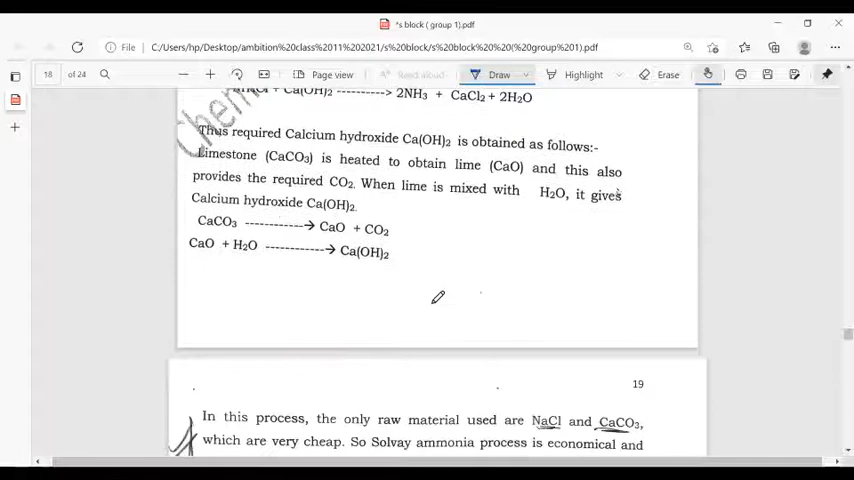 *s block ( group 1).pdf
File C:/Users/hp/Desktop/ambition%20class%2011%202021/s%20block/s%20block%20%20(%20group%201).pdf
18 of 24 Page view Read aloud Draw Highlight Erase
+ Ca(OH)2 ----------> 2NH3 + CaCl2 + 2H2O
Thus required Calcium hydroxide Ca(OH)2 is obtained as follows:-
Limestone (CaCO3) is heated to obtain lime (CaO) and this also
provides the required CO2. When lime is mixed with H2O, it gives
Calcium hydroxide Ca(OH)2.
CaCO3 ------------→ CaO + CO2
CaO + H2O ------------→ Ca(OH)2
19
In this process, the only raw material used are NaCl and CaCO3,
which are very cheap. So Solvay ammonia process is economical and